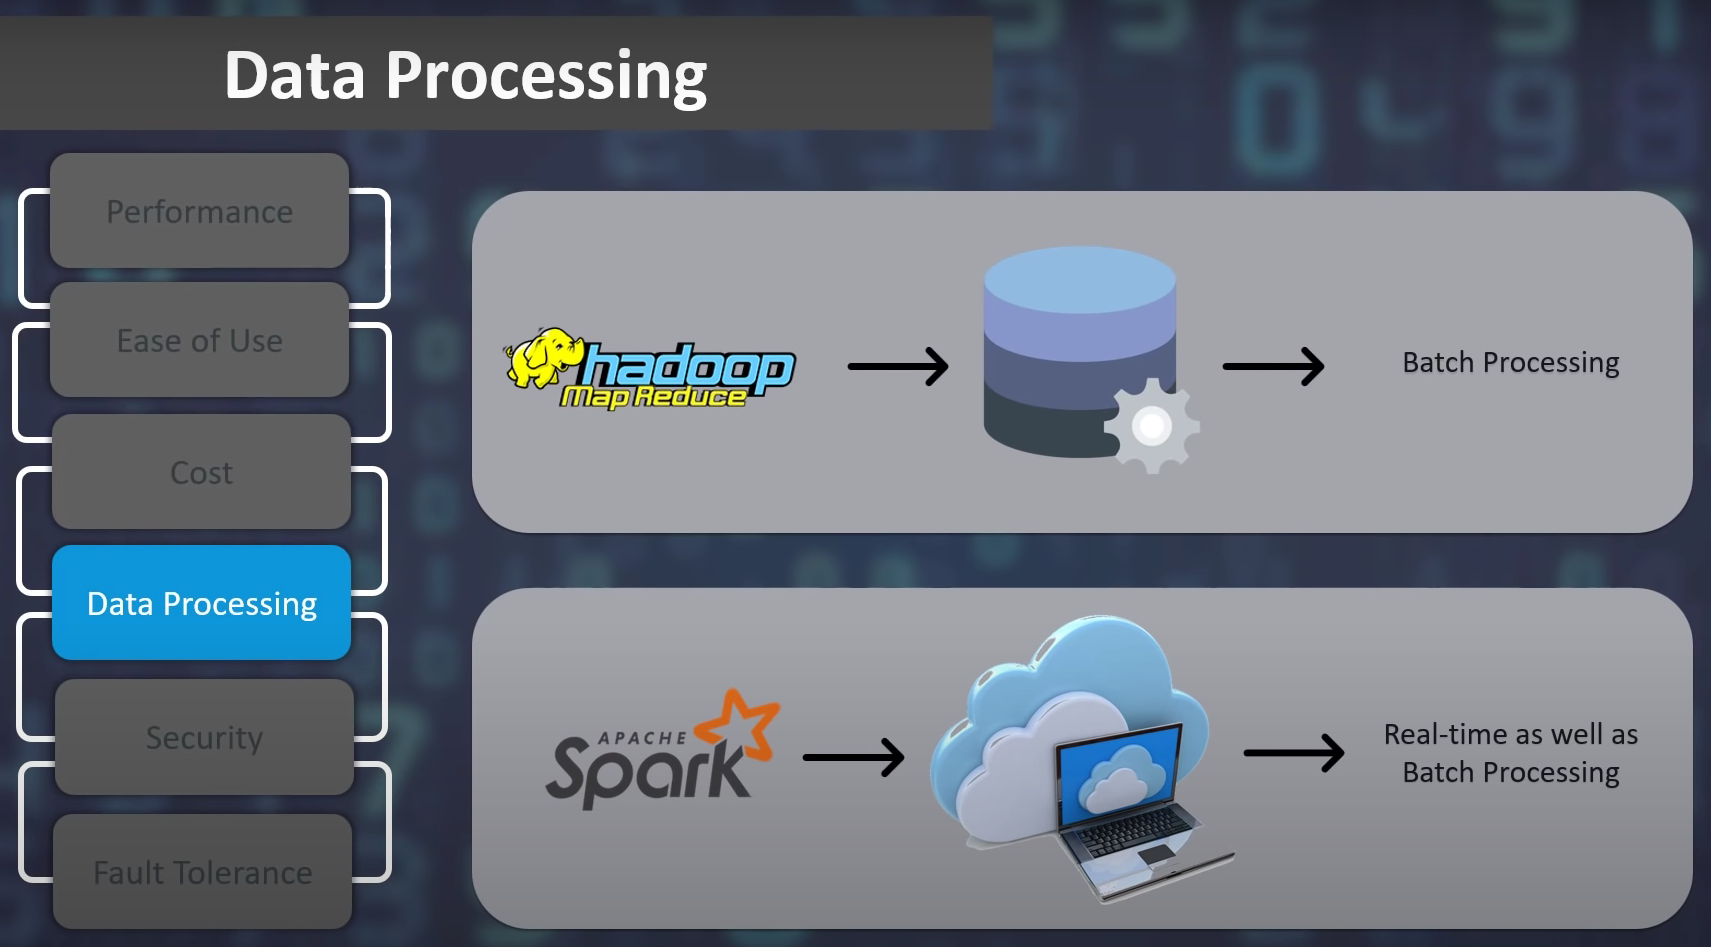 Data Processing
Performance
Ease of Use
Cost
Data Processing
Security
Fault Tolerance
hadoop
Map Reduce
Batch Processing
APACHE
Spark
Real-time as well as
Batch Processing